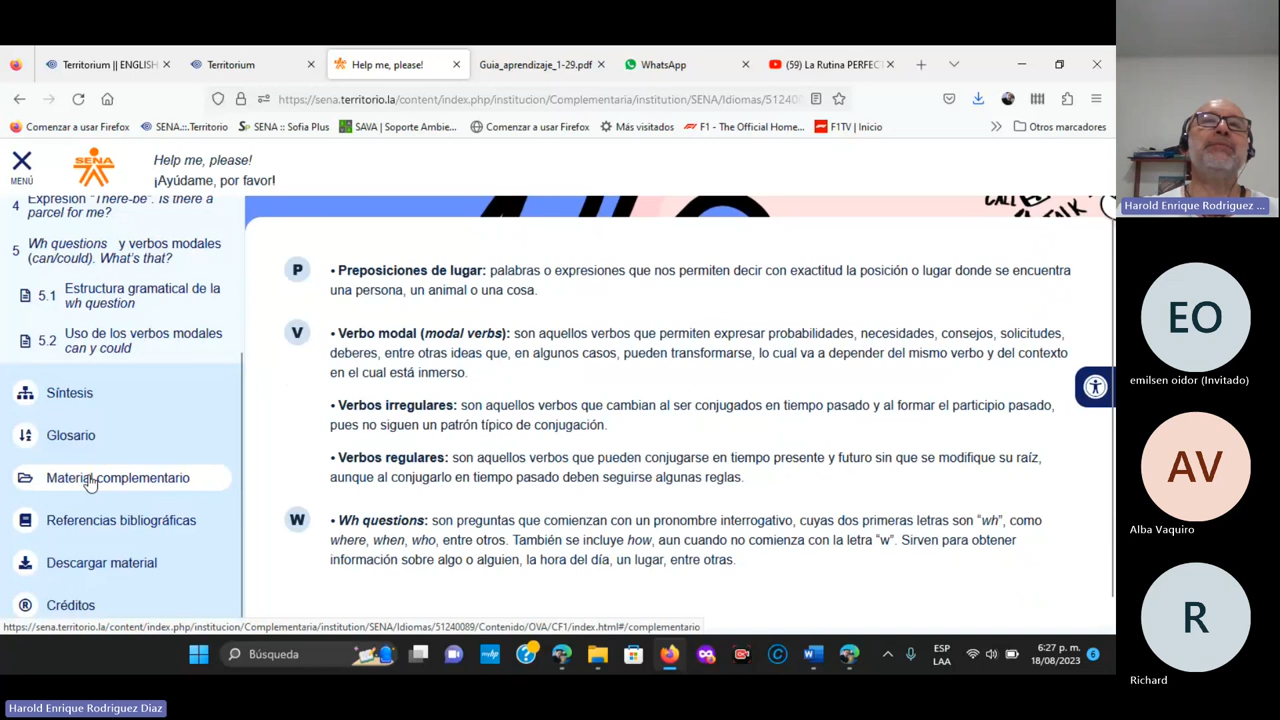 Territorium || ENGLISH
Territorium
Help me, please!
Guia_aprendizaje_1-29.pdf
WhatsApp
(59) La Rutina PERFEC
https://sena.territorio.la/content/index.php/institucion/Complementaria/institution/SENA/Idiomas/51240089
Comenzar a usar Firefox
SENA.::.Territorio
SENA :: Sofia Plus
SAVA | Soporte Ambie...
Comenzar a usar Firefox
Más visitados
F1 - The Official Home...
F1TV | Inicio
Otros marcadores
MENÚ
SENA
Help me, please!
¡Ayúdame, por favor!
4 Expresión "There-be". Is there a
parcel for me?
5 Wh questions y verbos modales
(can/could). What's that?
5.1 Estructura gramatical de la
wh question
5.2 Uso de los verbos modales
can y could
Síntesis
Glosario
Material complementario
Referencias bibliográficas
Descargar material
Créditos
CALL
TALK
P • Preposiciones de lugar: palabras o expresiones que nos permiten decir con exactitud la posición o lugar donde se encuentra
una persona, un animal o una cosa.
V • Verbo modal (modal verbs): son aquellos verbos que permiten expresar probabilidades, necesidades, consejos, solicitudes,
deberes, entre otras ideas que, en algunos casos, pueden transformarse, lo cual va a depender del mismo verbo y del contexto
en el cual está inmerso.
• Verbos irregulares: son aquellos verbos que cambian al ser conjugados en tiempo pasado y al formar el participio pasado,
pues no siguen un patrón típico de conjugación.
• Verbos regulares: son aquellos verbos que pueden conjugarse en tiempo presente y futuro sin que se modifique su raíz,
aunque al conjugarlo en tiempo pasado deben seguirse algunas reglas.
W • Wh questions: son preguntas que comienzan con un pronombre interrogativo, cuyas dos primeras letras son "wh", como
where, when, who, entre otros. También se incluye how, aun cuando no comienza con la letra "w". Sirven para obtener
información sobre algo o alguien, la hora del día, un lugar, entre otras.
https://sena.territorio.la/content/index.php/institucion/Complementaria/institution/SENA/Idiomas/51240089/Contenido/OVA/CF1/index.html#/complementario
Búsqueda
ESP
LAA
6:27 p. m.
18/08/2023
6
Harold Enrique Rodriguez Diaz
Harold Enrique Rodriguez ...
EO
emilsen oidor (Invitado)
AV
Alba Vaquiro
R
Richard